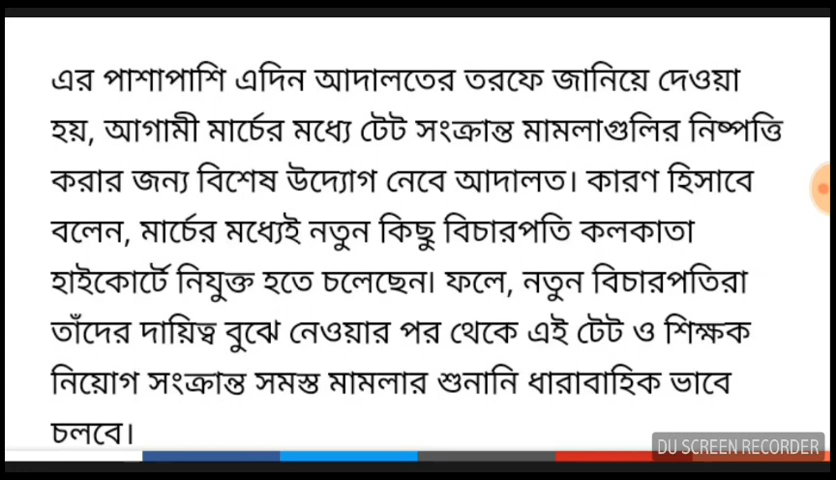 এর পাশাপাশি এদিন আদালতের তরফে জানিয়ে দেওয়া
হয়, আগামী মার্চের মধ্যে টেট সংক্রান্ত মামলাগুলির নিষ্পত্তি
করার জন্য বিশেষ উদ্যোগ নেবে আদালত। কারণ হিসাবে
বলেন, মার্চের মধ্যেই নতুন কিছু বিচারপতি কলকাতা
হাইকোর্টে নিযুক্ত হতে চলেছেন। ফলে, নতুন বিচারপতিরা
তাঁদের দায়িত্ব বুঝে নেওয়ার পর থেকে এই টেট ও শিক্ষক
নিয়োগ সংক্রান্ত সমস্ত মামলার শুনানি ধারাবাহিক ভাবে
চলবে।
DU SCREEN RECORDER